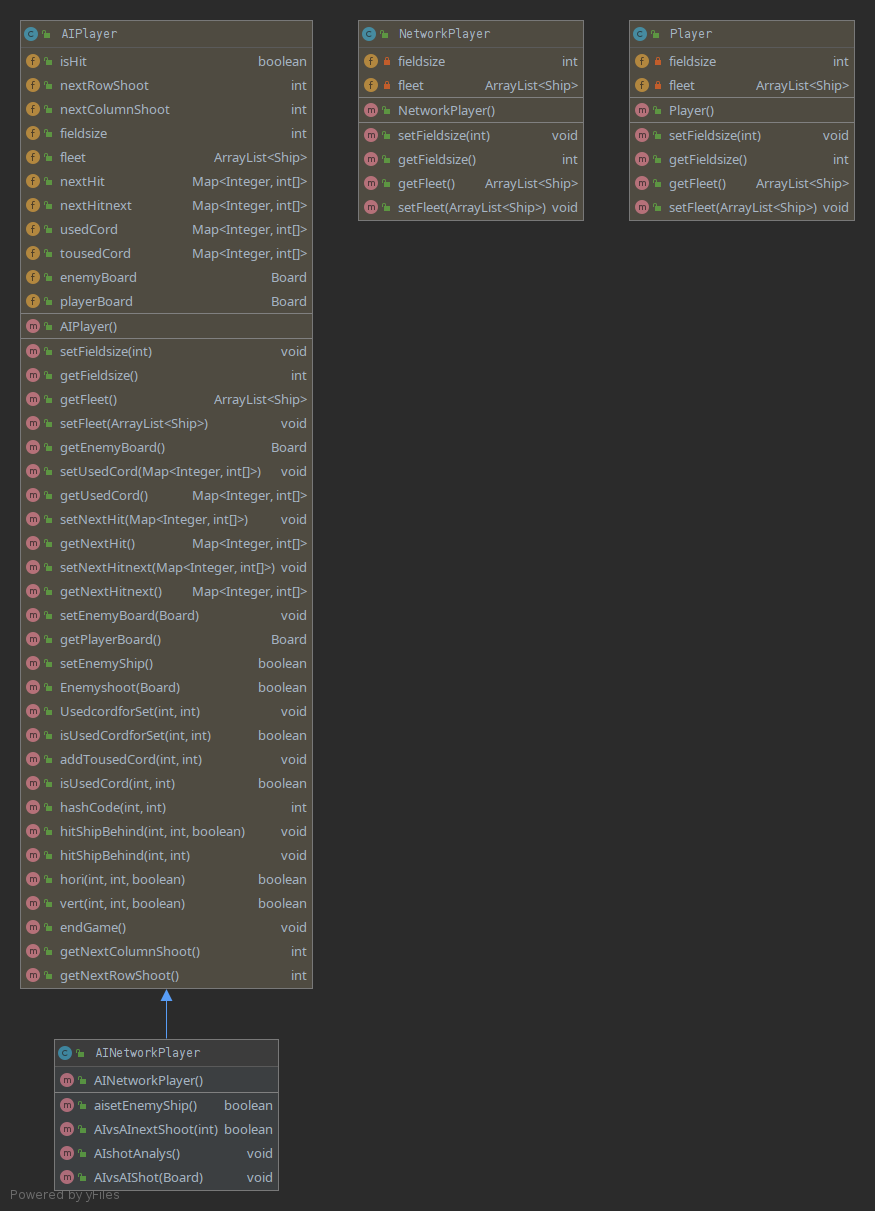 AIPlayer
isHit boolean
nextRowShoot int
nextColumnShoot int
fieldsize int
fleet ArrayList<Ship>
nextHit Map<Integer, int[]>
nextHitnext Map<Integer, int[]>
usedCord Map<Integer, int[]>
tousedCord Map<Integer, int[]>
enemyBoard Board
playerBoard Board
AIPlayer()
setFieldsize(int) void
getFieldsize() int
getFleet() ArrayList<Ship>
setFleet(ArrayList<Ship>) void
getEnemyBoard() Board
setUsedCord(Map<Integer, int[]>) void
getUsedCord() Map<Integer, int[]>
setNextHit(Map<Integer, int[]>) void
getNextHit() Map<Integer, int[]>
setNextHitnext(Map<Integer, int[]>) void
getNextHitnext() Map<Integer, int[]>
setEnemyBoard(Board) void
getPlayerBoard() Board
setEnemyShip() boolean
Enemyshoot(Board) boolean
UsedcordforSet(int, int) void
isUsedCordforSet(int, int) boolean
addTousedCord(int, int) void
isUsedCord(int, int) boolean
hashCode(int, int) int
hitShipBehind(int, int, boolean) void
hitShipBehind(int, int) void
hori(int, int, boolean) boolean
vert(int, int, boolean) boolean
endGame() void
getNextColumnShoot() int
getNextRowShoot() int
NetworkPlayer
fieldsize int
fleet ArrayList<Ship>
NetworkPlayer()
setFieldsize(int) void
getFieldsize() int
getFleet() ArrayList<Ship>
setFleet(ArrayList<Ship>) void
Player
fieldsize int
fleet ArrayList<Ship>
Player()
setFieldsize(int) void
getFieldsize() int
getFleet() ArrayList<Ship>
setFleet(ArrayList<Ship>) void
AINetworkPlayer
AINetworkPlayer()
aisetEnemyShip() boolean
AIvsAInextShoot(int) boolean
AIshotAnalys() void
AIvsAIShot(Board) void
Powered by yFiles